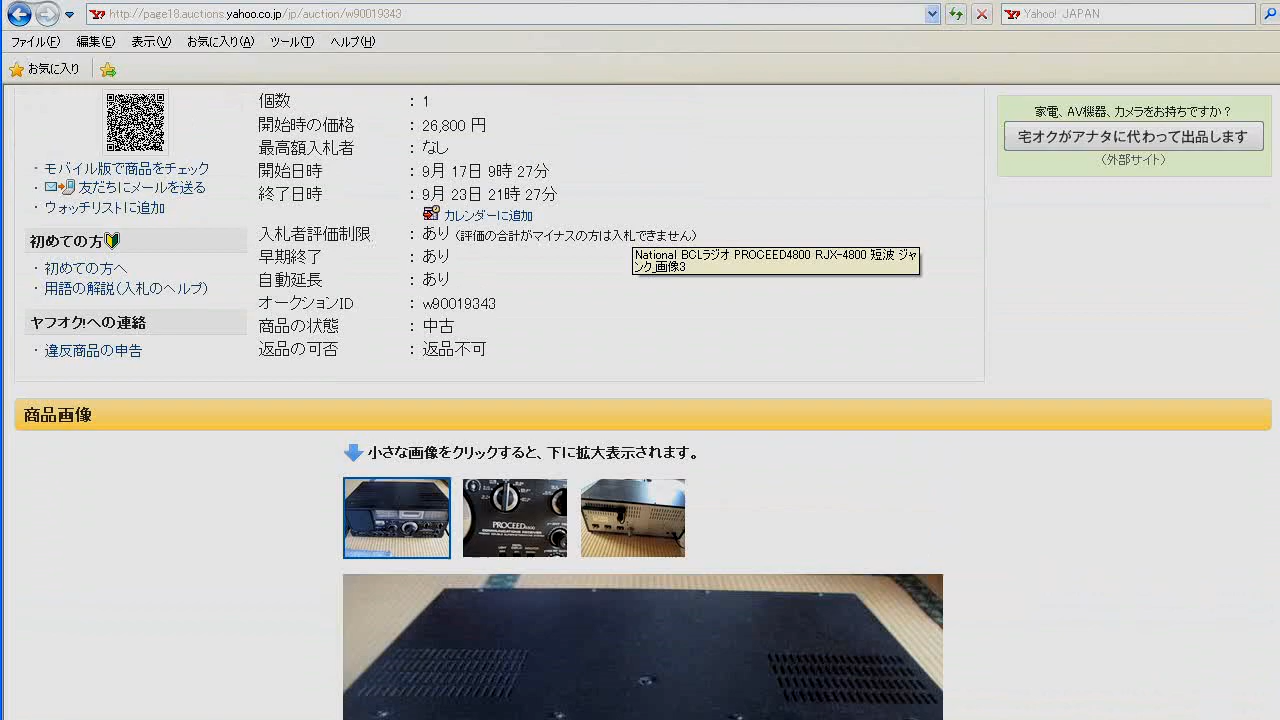 http://page18.auctions.yahoo.co.jp/jp/auction/w90019343
Yahoo! JAPAN
ファイル(F) 編集(E) 表示(V) お気に入り(A) ツール(T) ヘルプ(H)
お気に入り
・モバイル版で商品をチェック
・友だちにメールを送る
・ウォッチリストに追加
初めての方
・初めての方へ
・用語の解説(入札のヘルプ)
ヤフオク!への連絡
・違反商品の申告
個数 : 1
開始時の価格 : 26,800 円
最高額入札者 : なし
開始日時 : 9月 17日 9時 27分
終了日時 : 9月 23日 21時 27分
カレンダーに追加
入札者評価制限 : あり (評価の合計がマイナスの方は入札できません)
早期終了 : あり
自動延長 : あり
オークションID : w90019343
商品の状態 : 中古
返品の可否 : 返品不可
National BCLラジオ PROCEED4800 RJX-4800 短波 ジャ
ンク 画像3
家電、AV機器、カメラをお持ちですか?
宅オクがアナタに代わって出品します
(外部サイト)
商品画像
小さな画像をクリックすると、下に拡大表示されます。
PROCEED4800
COMMUNICATIONS RECEIVER